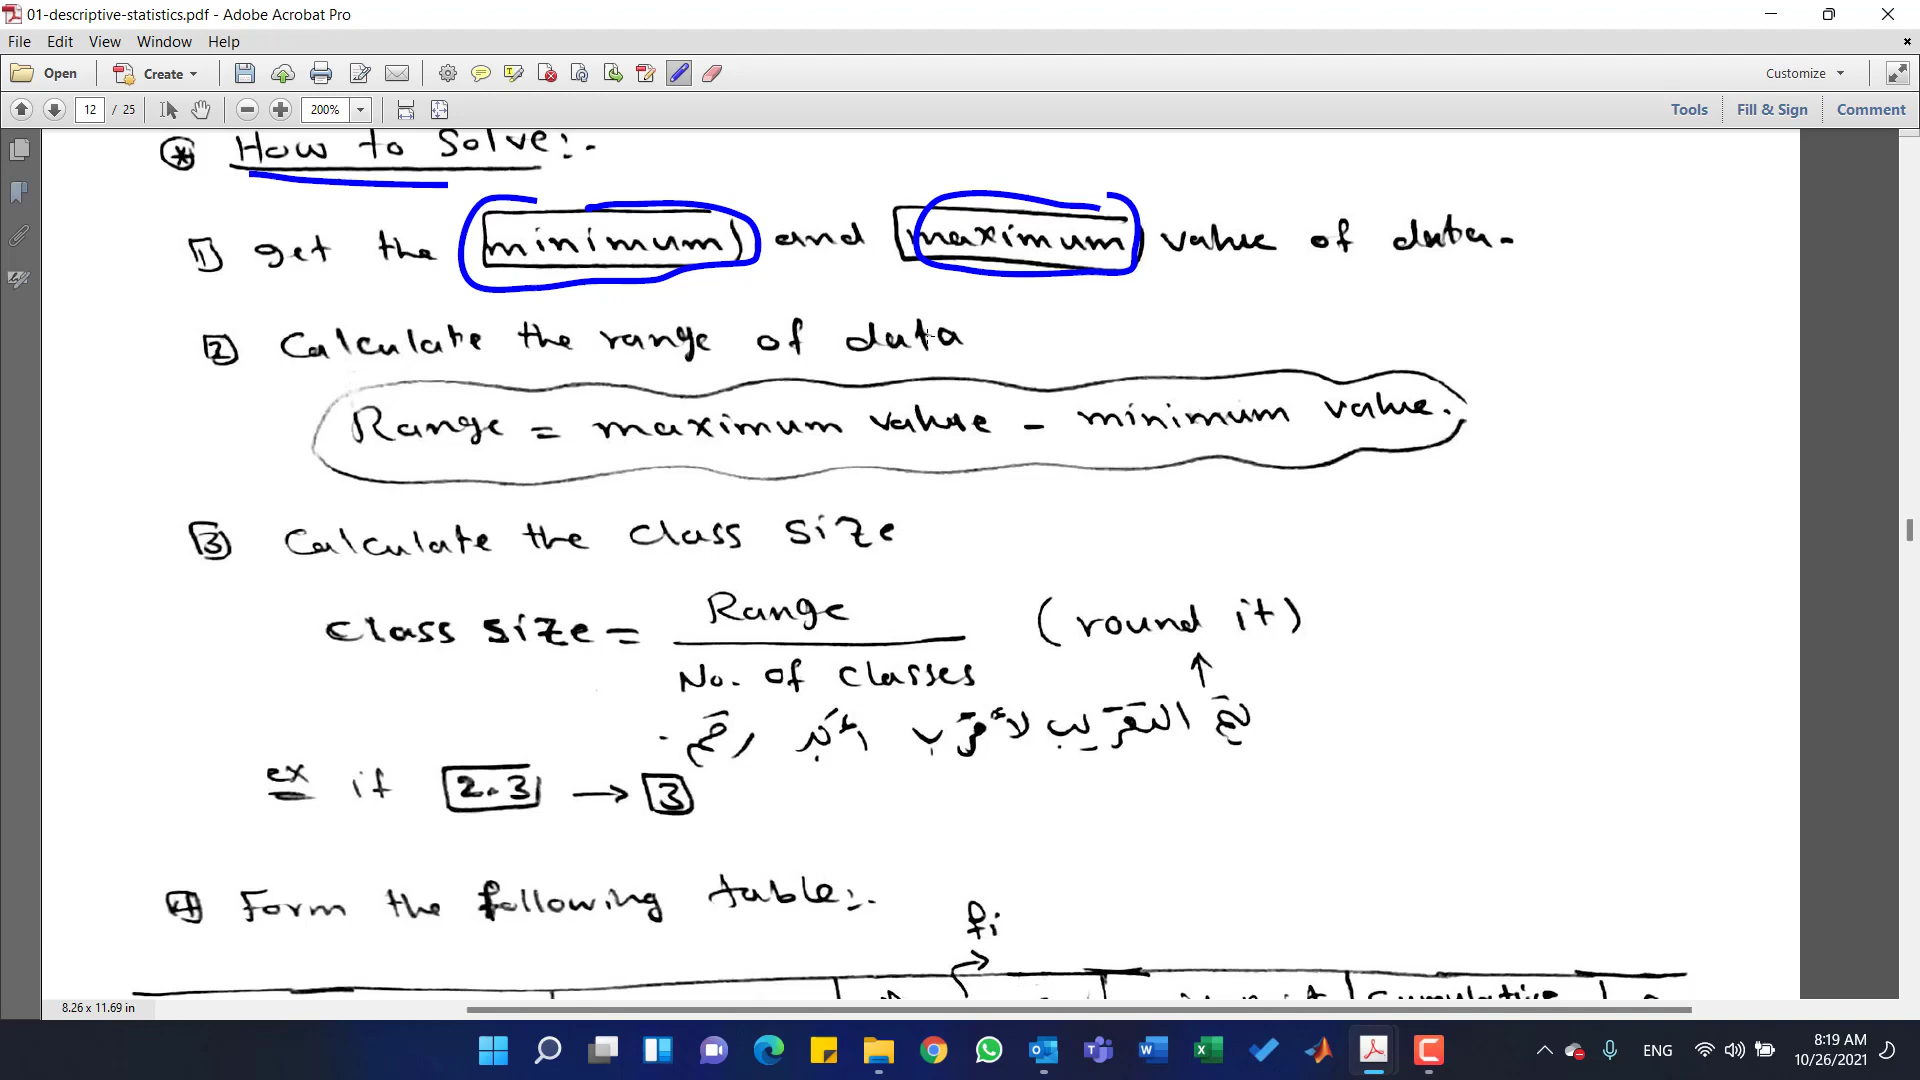 01-descriptive-statistics.pdf - Adobe Acrobat Pro
File Edit View Window Help
Open Create Customize
12 / 25 200% Tools Fill & Sign Comment
* How to Solve:-
1 get the minimum and maximum value of data.
2 Calculate the range of data
Range = maximum value - minimum value.
3 Calculate the class size
class size = Range / No. of classes (round it)
↑
التقريب لأقرب أكبر رقم.
ex if 2.3 → 3
4 Form the following table:-
fi
cumulative
8.26 x 11.69 in
ENG
8:19 AM
10/26/2021